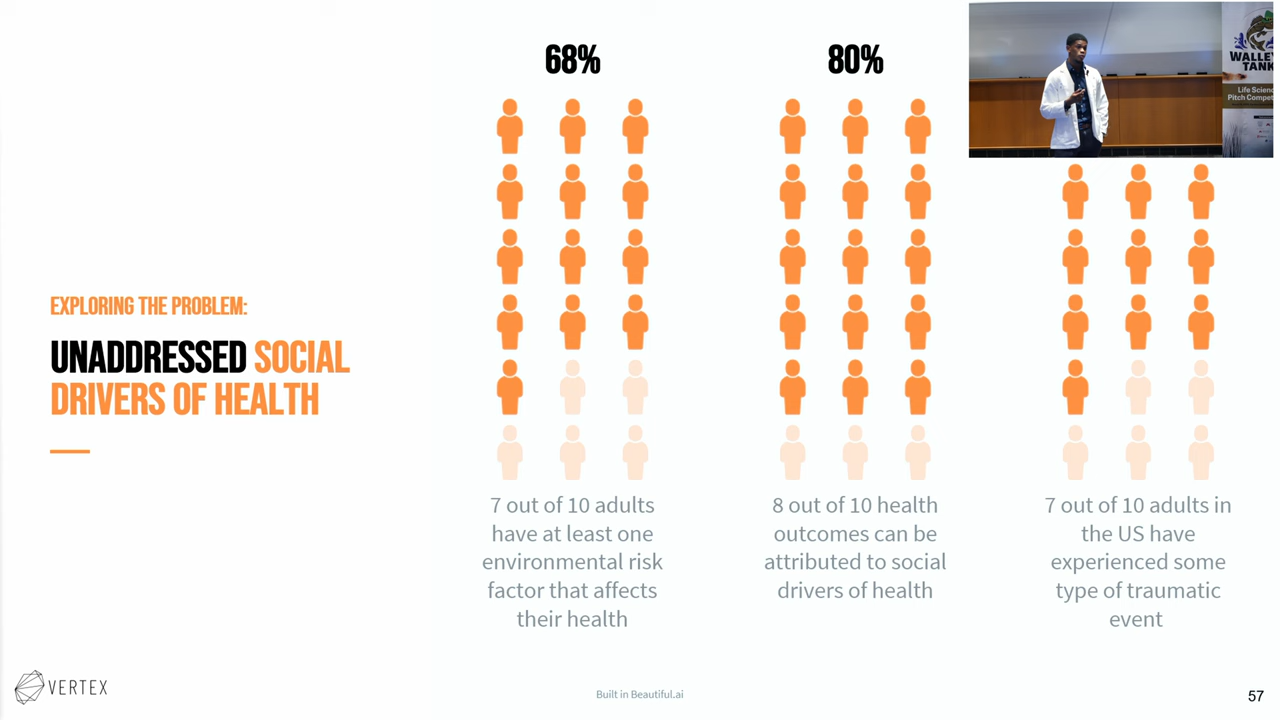 68%
80%
EXPLORING THE PROBLEM:
UNADDRESSED SOCIAL
DRIVERS OF HEALTH
7 out of 10 adults
have at least one
environmental risk
factor that affects
their health
8 out of 10 health
outcomes can be
attributed to social
drivers of health
7 out of 10 adults in
the US have
experienced some
type of traumatic
event
VERTEX
Built in Beautiful.ai
57
TANK
Pitch